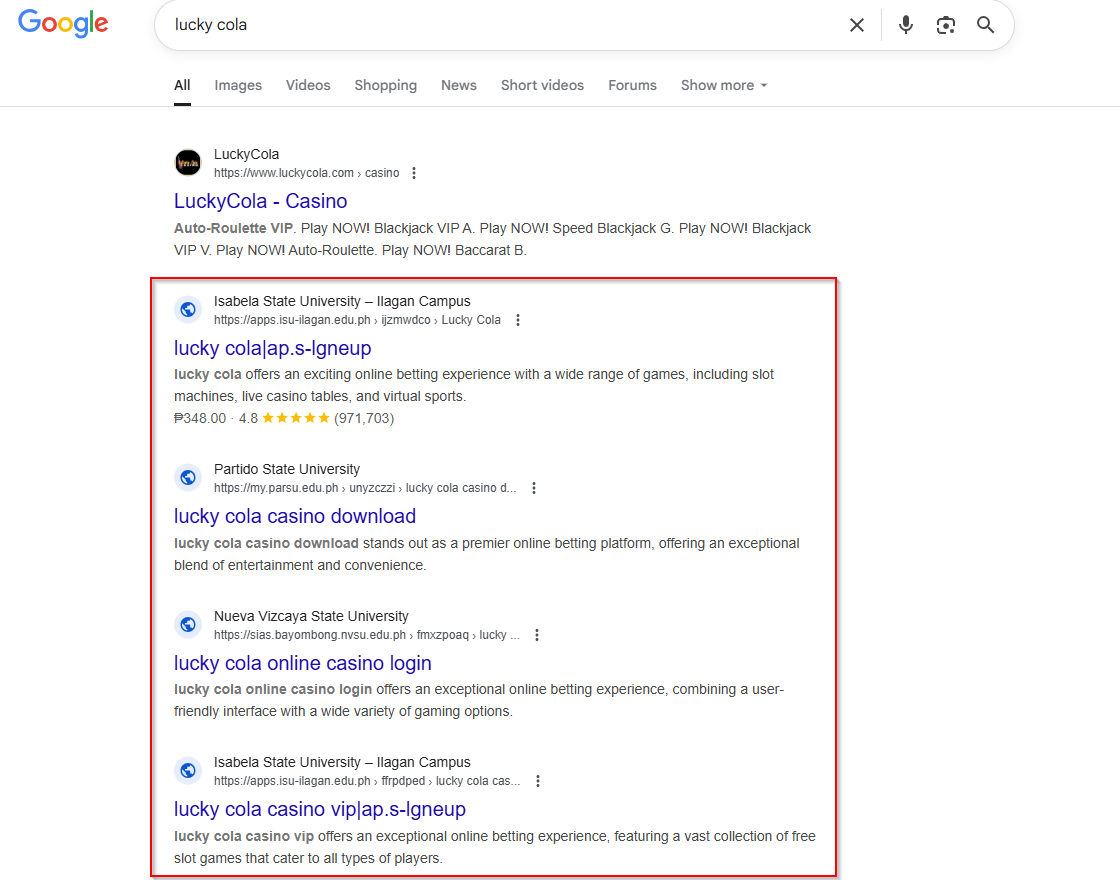 Google
lucky cola
All Images Videos Shopping News Short videos Forums Show more
LuckyCola
https://www.luckycola.com › casino
LuckyCola - Casino
Auto-Roulette VIP. Play NOW! Blackjack VIP A. Play NOW! Speed Blackjack G. Play NOW! Blackjack
VIP V. Play NOW! Auto-Roulette. Play NOW! Baccarat B.
Isabela State University – Ilagan Campus
https://apps.isu-ilagan.edu.ph › ijzmwdco › Lucky Cola
lucky cola|ap.s-lgneup
lucky cola offers an exciting online betting experience with a wide range of games, including slot
machines, live casino tables, and virtual sports.
₱348.00 · 4.8 ★★★★★ (971,703)
Partido State University
https://my.parsu.edu.ph › unyzczzi › lucky cola casino d...
lucky cola casino download
lucky cola casino download stands out as a premier online betting platform, offering an exceptional
blend of entertainment and convenience.
Nueva Vizcaya State University
https://sias.bayombong.nvsu.edu.ph › fmxzpoaq › lucky ...
lucky cola online casino login
lucky cola online casino login offers an exceptional online betting experience, combining a user-
friendly interface with a wide variety of gaming options.
Isabela State University – Ilagan Campus
https://apps.isu-ilagan.edu.ph › ffrpdped › lucky cola cas...
lucky cola casino vip|ap.s-lgneup
lucky cola casino vip offers an exceptional online betting experience, featuring a vast collection of free
slot games that cater to all types of players.